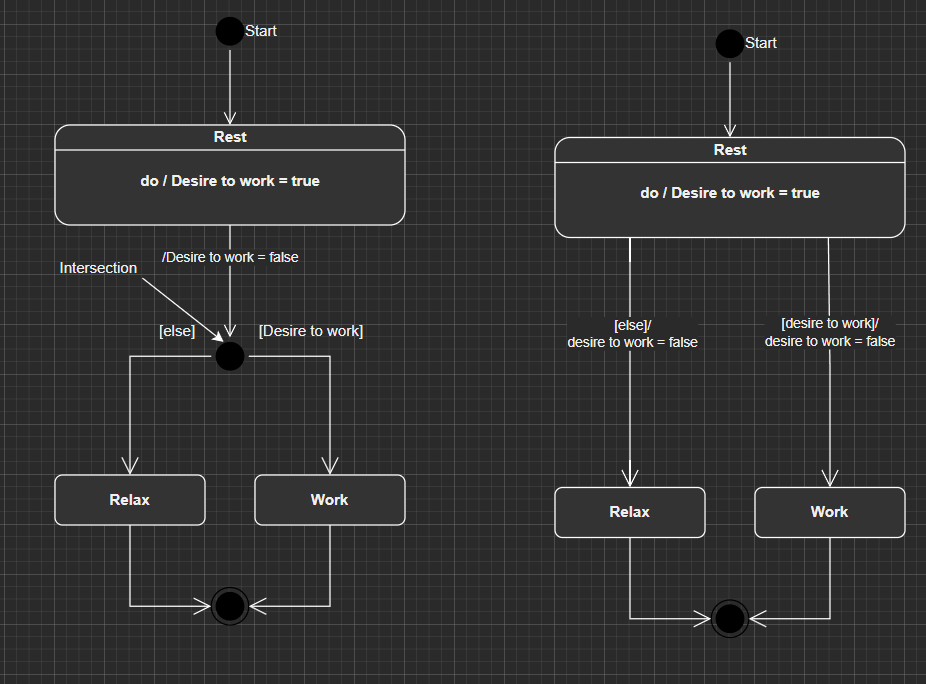 Start
Rest
do / Desire to work = true
/Desire to work = false
Intersection
[else]
[Desire to work]
Relax
Work
Start
Rest
do / Desire to work = true
[else]/
desire to work = false
[desire to work]/
desire to work = false
Relax
Work